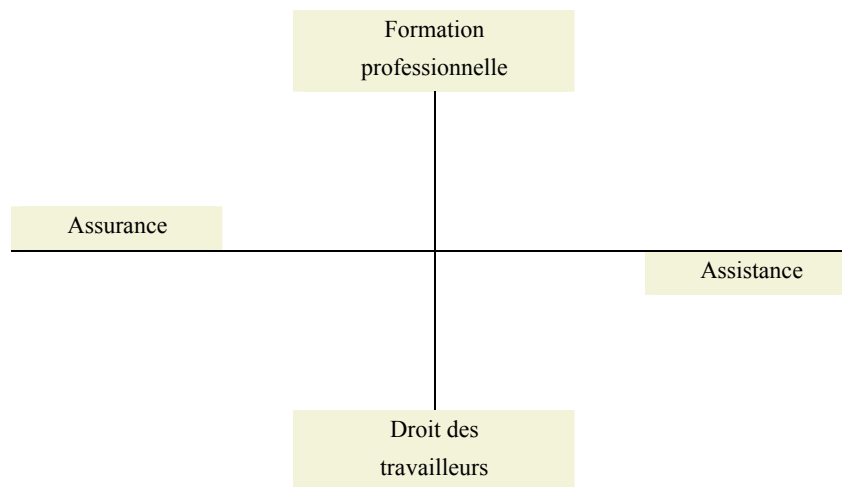 Formation
professionnelle
Assurance
Assistance
Droit des
travailleurs